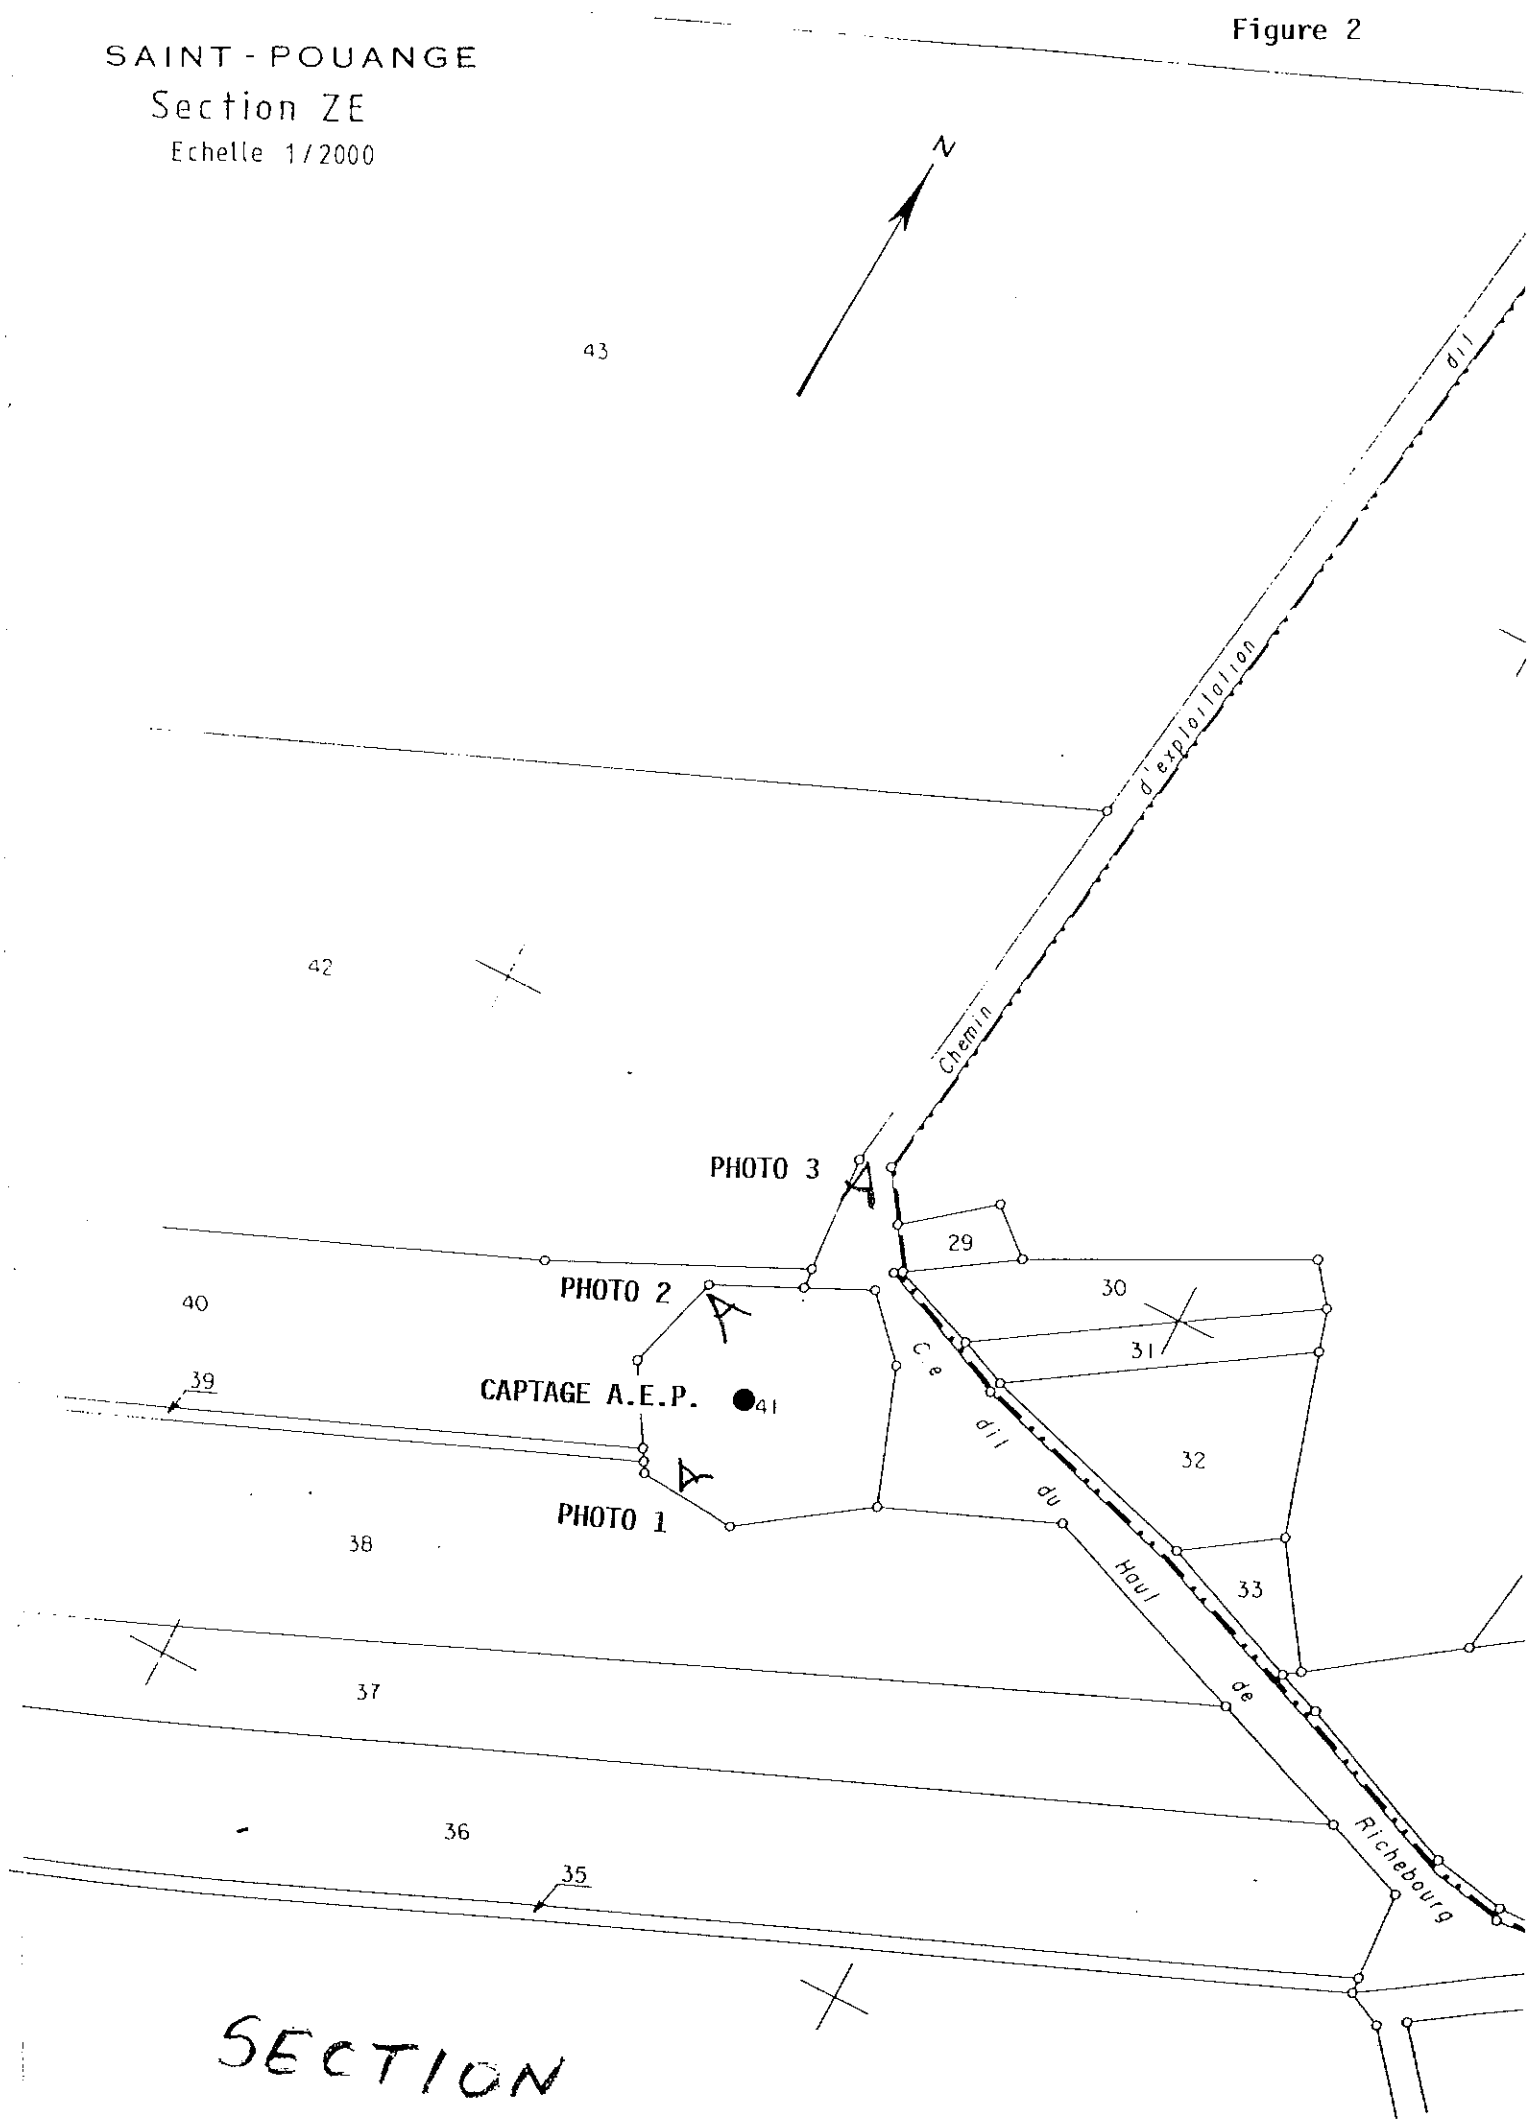 Figure 2
SAINT-POUANGE
Section ZE
Echelle 1/2000
N
43
dit
d'exploitation
42
Chemin
PHOTO 3
29
PHOTO 2
30
40
C.e
31
39
CAPTAGE A.E.P.
41
dit
32
du
PHOTO 1
38
Haut
33
37
de
36
Richebourg
35
SECTION